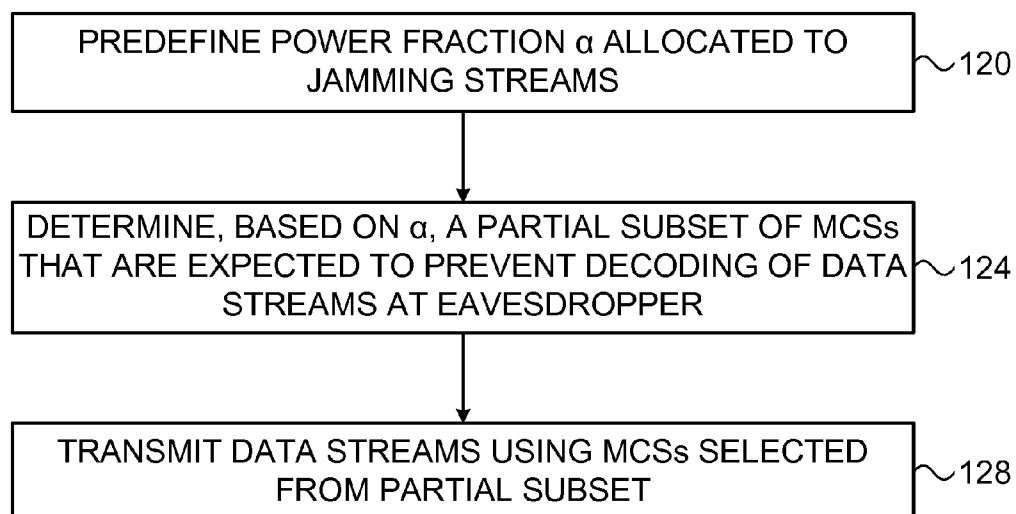 PREDEFINE POWER FRACTION α ALLOCATED TO
JAMMING STREAMS
120
DETERMINE, BASED ON α, A PARTIAL SUBSET OF MCSs
THAT ARE EXPECTED TO PREVENT DECODING OF DATA
STREAMS AT EAVESDROPPER
124
TRANSMIT DATA STREAMS USING MCSs SELECTED
FROM PARTIAL SUBSET
128